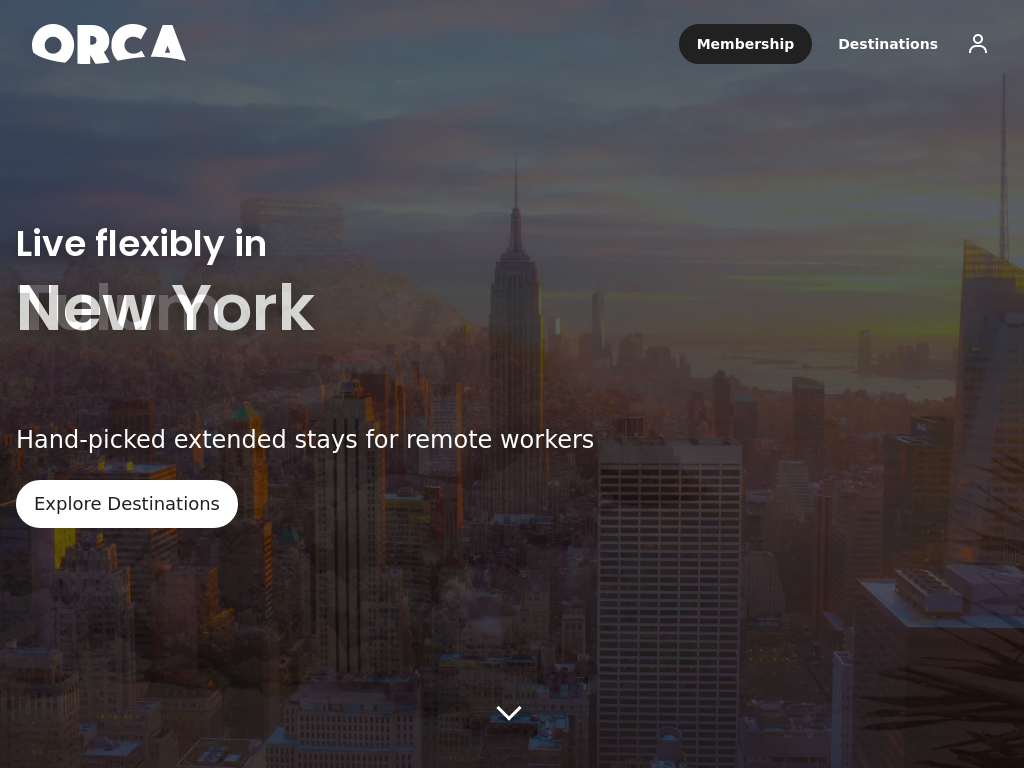 ORCA
Membership
Destinations
Live flexibly in
New York
Hand-picked extended stays for remote workers
Explore Destinations